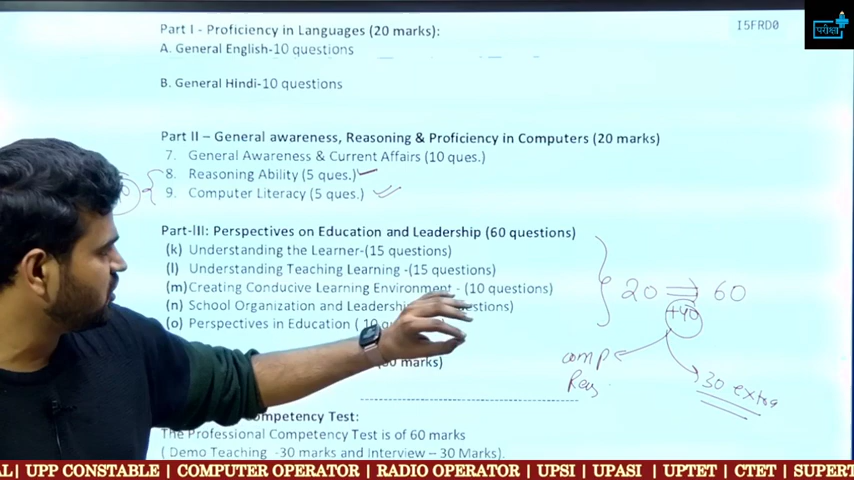 Part I - Proficiency in Languages (20 marks):
I5FRD0
परीक्षा
A. General English-10 questions
B. General Hindi-10 questions
Part II – General awareness, Reasoning & Proficiency in Computers (20 marks)
7. General Awareness & Current Affairs (10 ques.)
8. Reasoning Ability (5 ques.)
9. Computer Literacy (5 ques.)
Part-III: Perspectives on Education and Leadership (60 questions)
(k) Understanding the Learner-(15 questions)
(l) Understanding Teaching Learning -(15 questions)
(m) Creating Conducive Learning Environment - (10 questions)
(n) School Organization and Leadership
(o) Perspectives in Education ( 10
20 60
+40
comp
Reas
30 extra
marks)
Competency Test:
The Professional Competency Test is of 60 marks
( Demo Teaching -30 marks and Interview – 30 Marks).
AL| UPP CONSTABLE | COMPUTER OPERATOR | RADIO OPERATOR | UPSI | UPASI | UPTET | CTET | SUPERT